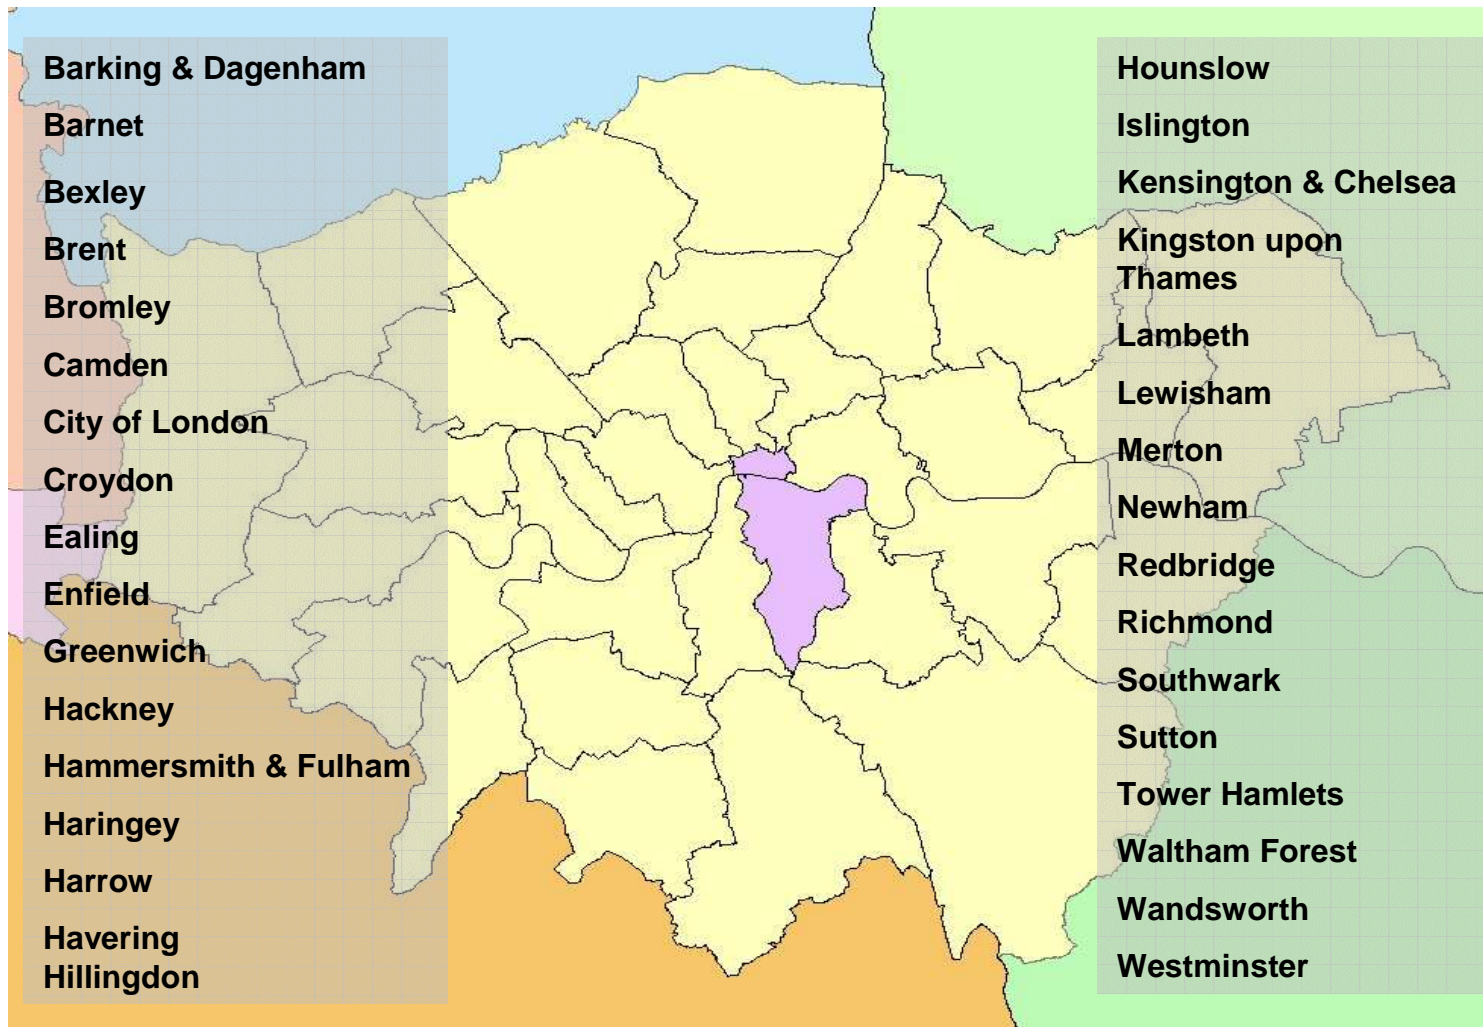 Barking & Dagenham
Barnet
Bexley
Brent
Bromley
Camden
City of London
Croydon
Ealing
Enfield
Greenwich
Hackney
Hammersmith & Fulham
Haringey
Harrow
Havering
Hillingdon
Hounslow
Islington
Kensington & Chelsea
Kingston upon
Thames
Lambeth
Lewisham
Merton
Newham
Redbridge
Richmond
Southwark
Sutton
Tower Hamlets
Waltham Forest
Wandsworth
Westminster